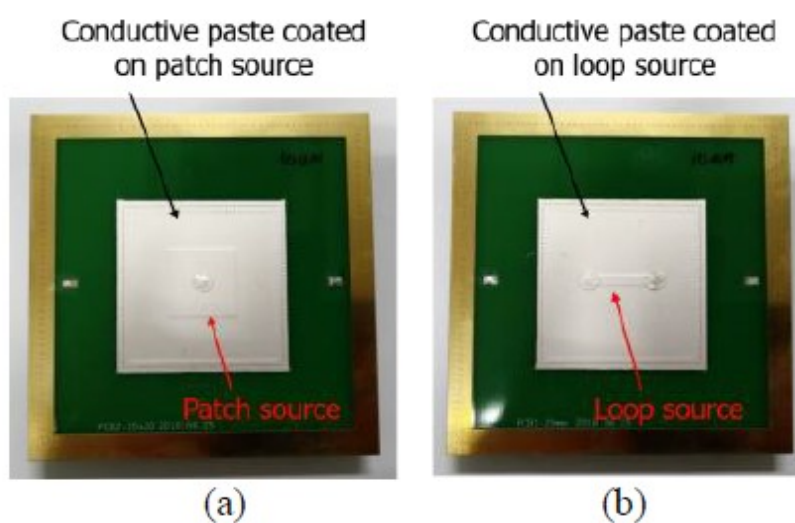 Conductive paste coated
on patch source
Conductive paste coated
on loop source
Patch source
Loop source
(a)
(b)